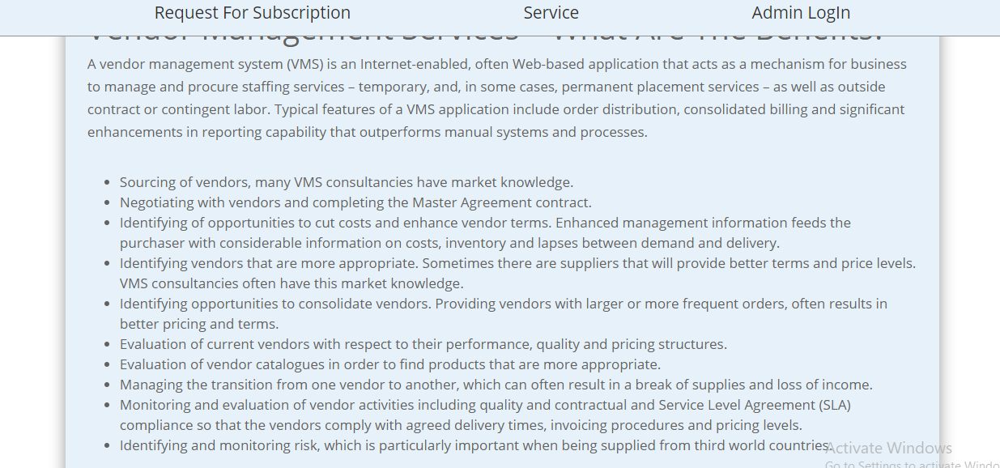 Request For Subscription
Service
Admin LogIn
Vendor Management Services – What Are The Benefits?
A vendor management system (VMS) is an Internet-enabled, often Web-based application that acts as a mechanism for business
to manage and procure staffing services – temporary, and, in some cases, permanent placement services – as well as outside
contract or contingent labor. Typical features of a VMS application include order distribution, consolidated billing and significant
enhancements in reporting capability that outperforms manual systems and processes.
Sourcing of vendors, many VMS consultancies have market knowledge.
Negotiating with vendors and completing the Master Agreement contract.
Identifying of opportunities to cut costs and enhance vendor terms. Enhanced management information feeds the
purchaser with considerable information on costs, inventory and lapses between demand and delivery.
Identifying vendors that are more appropriate. Sometimes there are suppliers that will provide better terms and price levels.
VMS consultancies often have this market knowledge.
Identifying opportunities to consolidate vendors. Providing vendors with larger or more frequent orders, often results in
better pricing and terms.
Evaluation of current vendors with respect to their performance, quality and pricing structures.
Evaluation of vendor catalogues in order to find products that are more appropriate.
Managing the transition from one vendor to another, which can often result in a break of supplies and loss of income.
Monitoring and evaluation of vendor activities including quality and contractual and Service Level Agreement (SLA)
compliance so that the vendors comply with agreed delivery times, invoicing procedures and pricing levels.
Identifying and monitoring risk, which is particularly important when being supplied from third world countries.
Activate Windows
Go to Settings to activate Windo